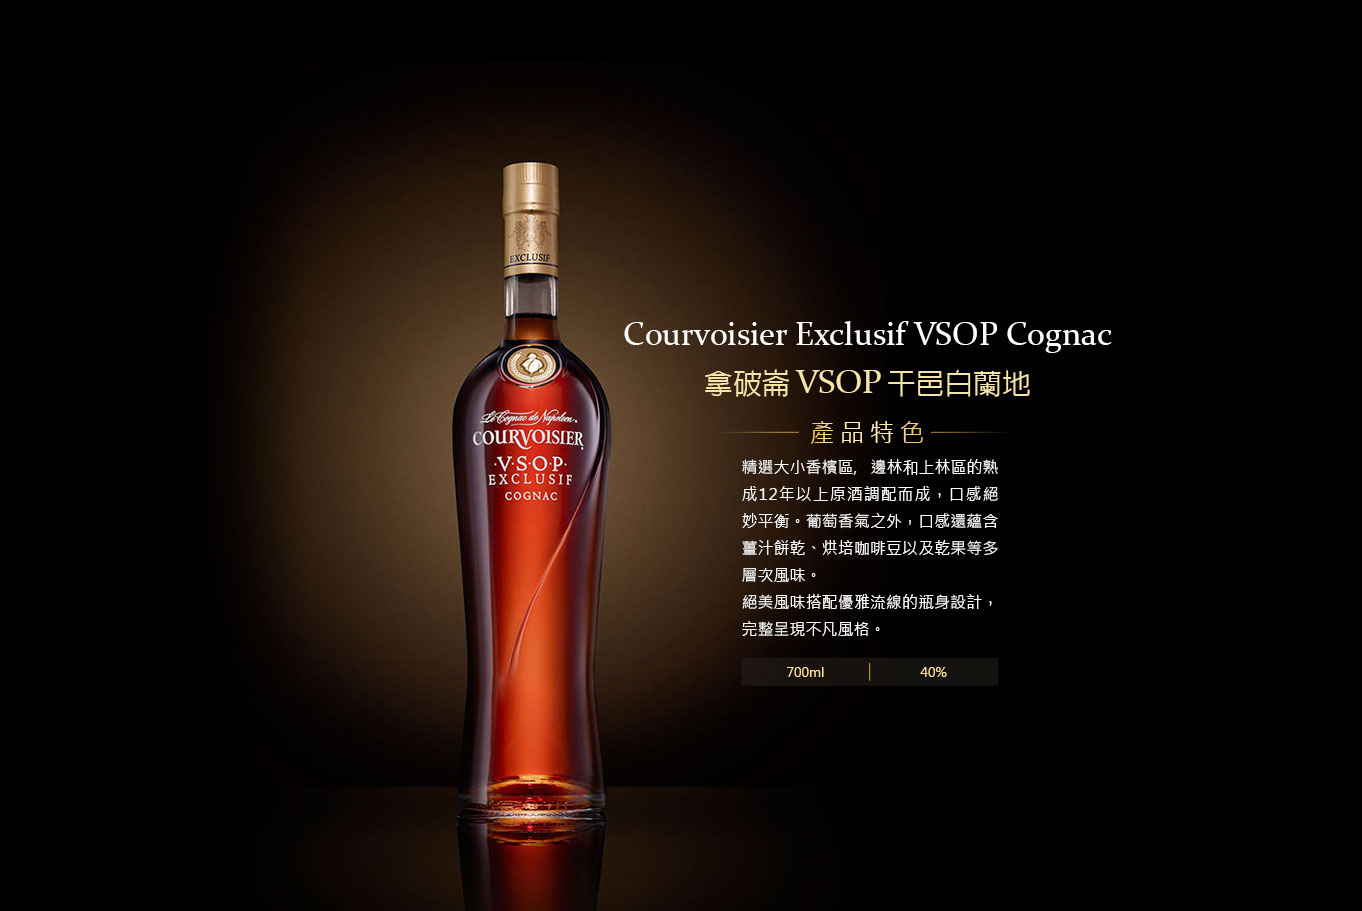 EXCLUSIF
Le Cognac de Napoleon
COURVOISIER
·V·S·O·P·
EXCLUSIF
COGNAC
Courvoisier Exclusif VSOP Cognac
拿破崙 VSOP 干邑白蘭地
產品特色
精選大小香檳區,邊林和上林區的熟
成12年以上原酒調配而成，口感絕
妙平衡。葡萄香氣之外，口感還蘊含
薑汁餅乾、烘培咖啡豆以及乾果等多
層次風味。
絕美風味搭配優雅流線的瓶身設計，
完整呈現不凡風格。
700ml | 40%